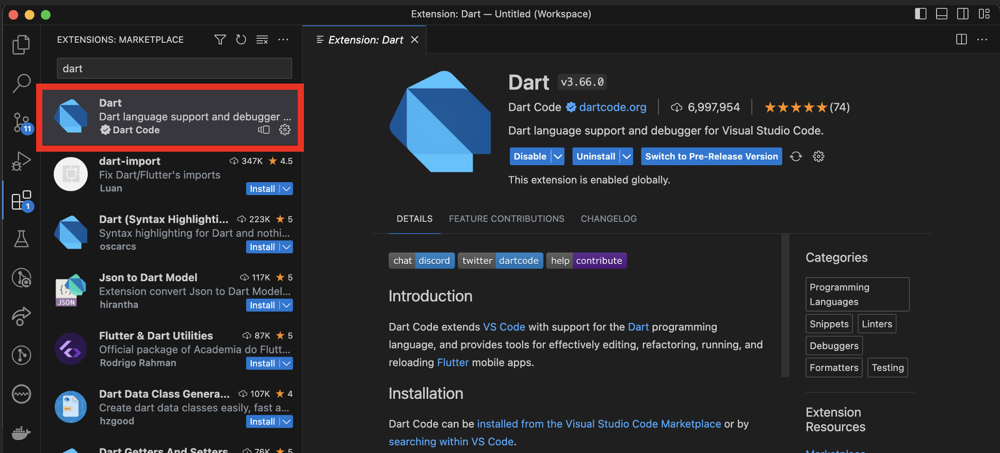 Extension: Dart — Untitled (Workspace)
EXTENSIONS: MARKETPLACE
dart
Dart
Dart language support and debugger ...
Dart Code
dart-import 347K ★ 4.5
Fix Dart/Flutter's imports
Luan
Install
Dart (Syntax Highlighti... 223K ★ 5
Syntax highlighting for Dart and nothi...
oscarcs
Install
Json to Dart Model 117K ★ 5
Extension convert Json to Dart Model...
hirantha
Install
JSON
Flutter & Dart Utilities 87K ★ 5
Official package of Academia do Flutt...
Rodrigo Rahman
Install
Dart Data Class Genera... 107K ★ 4
Create dart data classes easily, fast a...
hzgood
Install
Dart Getters And Setters 76K ★ 5
11
1
Extension: Dart
Dart v3.66.0
Dart Code dartcode.org | 6,997,954 | ★★★★★(74)
Dart language support and debugger for Visual Studio Code.
Disable Uninstall Switch to Pre-Release Version
This extension is enabled globally.
DETAILS FEATURE CONTRIBUTIONS CHANGELOG
chat discord twitter dartcode help contribute
Introduction
Dart Code extends VS Code with support for the Dart programming
language, and provides tools for effectively editing, refactoring, running, and
reloading Flutter mobile apps.
Installation
Dart Code can be installed from the Visual Studio Code Marketplace or by
searching within VS Code.
Categories
Programming
Languages
Snippets Linters
Debuggers
Formatters Testing
Extension
Resources
Marketplace